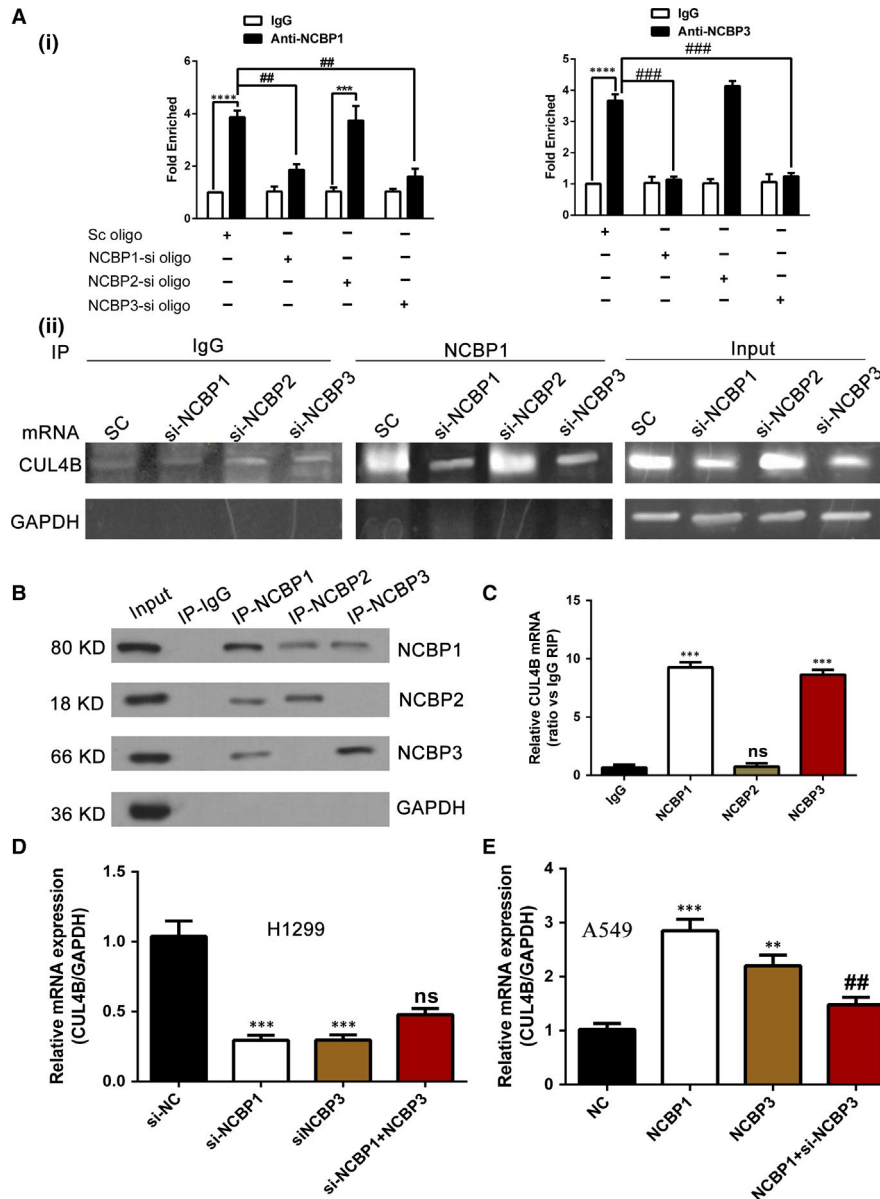 A
(i)
IgG
Anti-NCBP1
Fold Enriched
6
4
2
0
****
##
##
***
IgG
Anti-NCBP3
Fold Enriched
5
4
3
2
1
0
****
###
###
Sc oligo + − − − + − − −
NCBP1-si oligo − + − − − + − −
NCBP2-si oligo − − + − − − + −
NCBP3-si oligo − − − + − − − +
(ii)
IP IgG NCBP1 Input
mRNA SC si-NCBP1 si-NCBP2 si-NCBP3 SC si-NCBP1 si-NCBP2 si-NCBP3 SC si-NCBP1 si-NCBP2 si-NCBP3
CUL4B
GAPDH
B
Input IP-IgG IP-NCBP1 IP-NCBP2 IP-NCBP3
80 KD NCBP1
18 KD NCBP2
66 KD NCBP3
36 KD GAPDH
C
Relative CUL4B mRNA
(ratio vs IgG RIP)
15
10
5
0
*** ns ***
IgG NCBP1 NCBP2 NCBP3
D
Relative mRNA expression
(CUL4B/GAPDH)
1.5
1.0
0.5
0.0
H1299
*** *** ns
si-NC si-NCBP1 siNCBP3 si-NCBP1+NCBP3
E
Relative mRNA expression
(CUL4B/GAPDH)
4
3
2
1
0
A549
*** ** ##
NC NCBP1 NCBP3 NCBP1+si-NCBP3